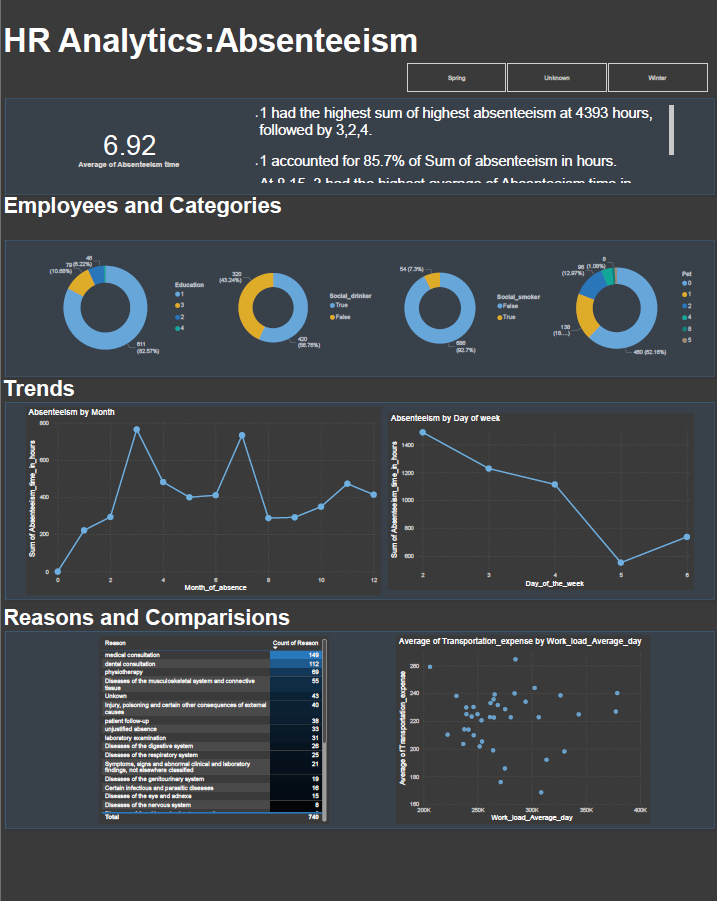 HR Analytics:Absenteeism
Spring
Unknown
Winter
6.92
Average of Absenteeism time
.1 had the highest sum of highest absenteeism at 4393 hours,
followed by 3,2,4.
.1 accounted for 85.7% of Sum of absenteeism in hours.
At 8.15, 3 had the highest average of Absenteeism time in
Employees and Categories
46
(6.22%)
79
(10.68%)
611
(82.57%)
Education
1
3
2
4
320
(43.24%)
420
(56.76%)
Social_drinker
True
False
54 (7.3%)
686
(92.7%)
Social_smoker
False
True
8
(1.08%)
96
(12.97%)
138
(18....)
460 (62.16%)
Pet
0
1
2
4
8
5
Trends
Absenteeism by Month
Sum of Absenteeism_time_in_hours
800
600
400
200
0
0 2 4 6 8 10 12
Month_of_absence
Absenteeism by Day of week
Sum of Absenteeism_time_in_hours
1400
1200
1000
800
600
2 3 4 5 6
Day_of_the_week
Reasons and Comparisions
Reason Count of Reason
medical consultation 149
dental consultation 112
physiotherapy 69
Diseases of the musculoskeletal system and connective
tissue 55
Unkown 43
Injury, poisoning and certain other consequences of external
causes 40
patient follow-up 38
unjustified absence 33
laboratory examination 31
Diseases of the digestive system 26
Diseases of the respiratory system 25
Symptoms, signs and abnormal clinical and laboratory
findings, not elsewhere classified 21
Diseases of the genitourinary system 19
Certain infectious and parasitic diseases 16
Diseases of the eye and adnexa 15
Diseases of the nervous system 8
Total 740
Average of Transportation_expense by Work_load_Average_day
Average of Transportation_expense
260
240
220
200
180
160
200K 250K 300K 350K 400K
Work_load_Average_day